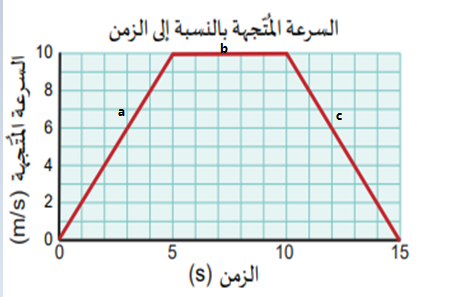 السرعة المُتّجهة بالنسبة إلى الزمن
b
a
c
السرعة المُتّجهة (m/s)
10
8
6
4
2
0
0 5 10 15
الزمن (s)